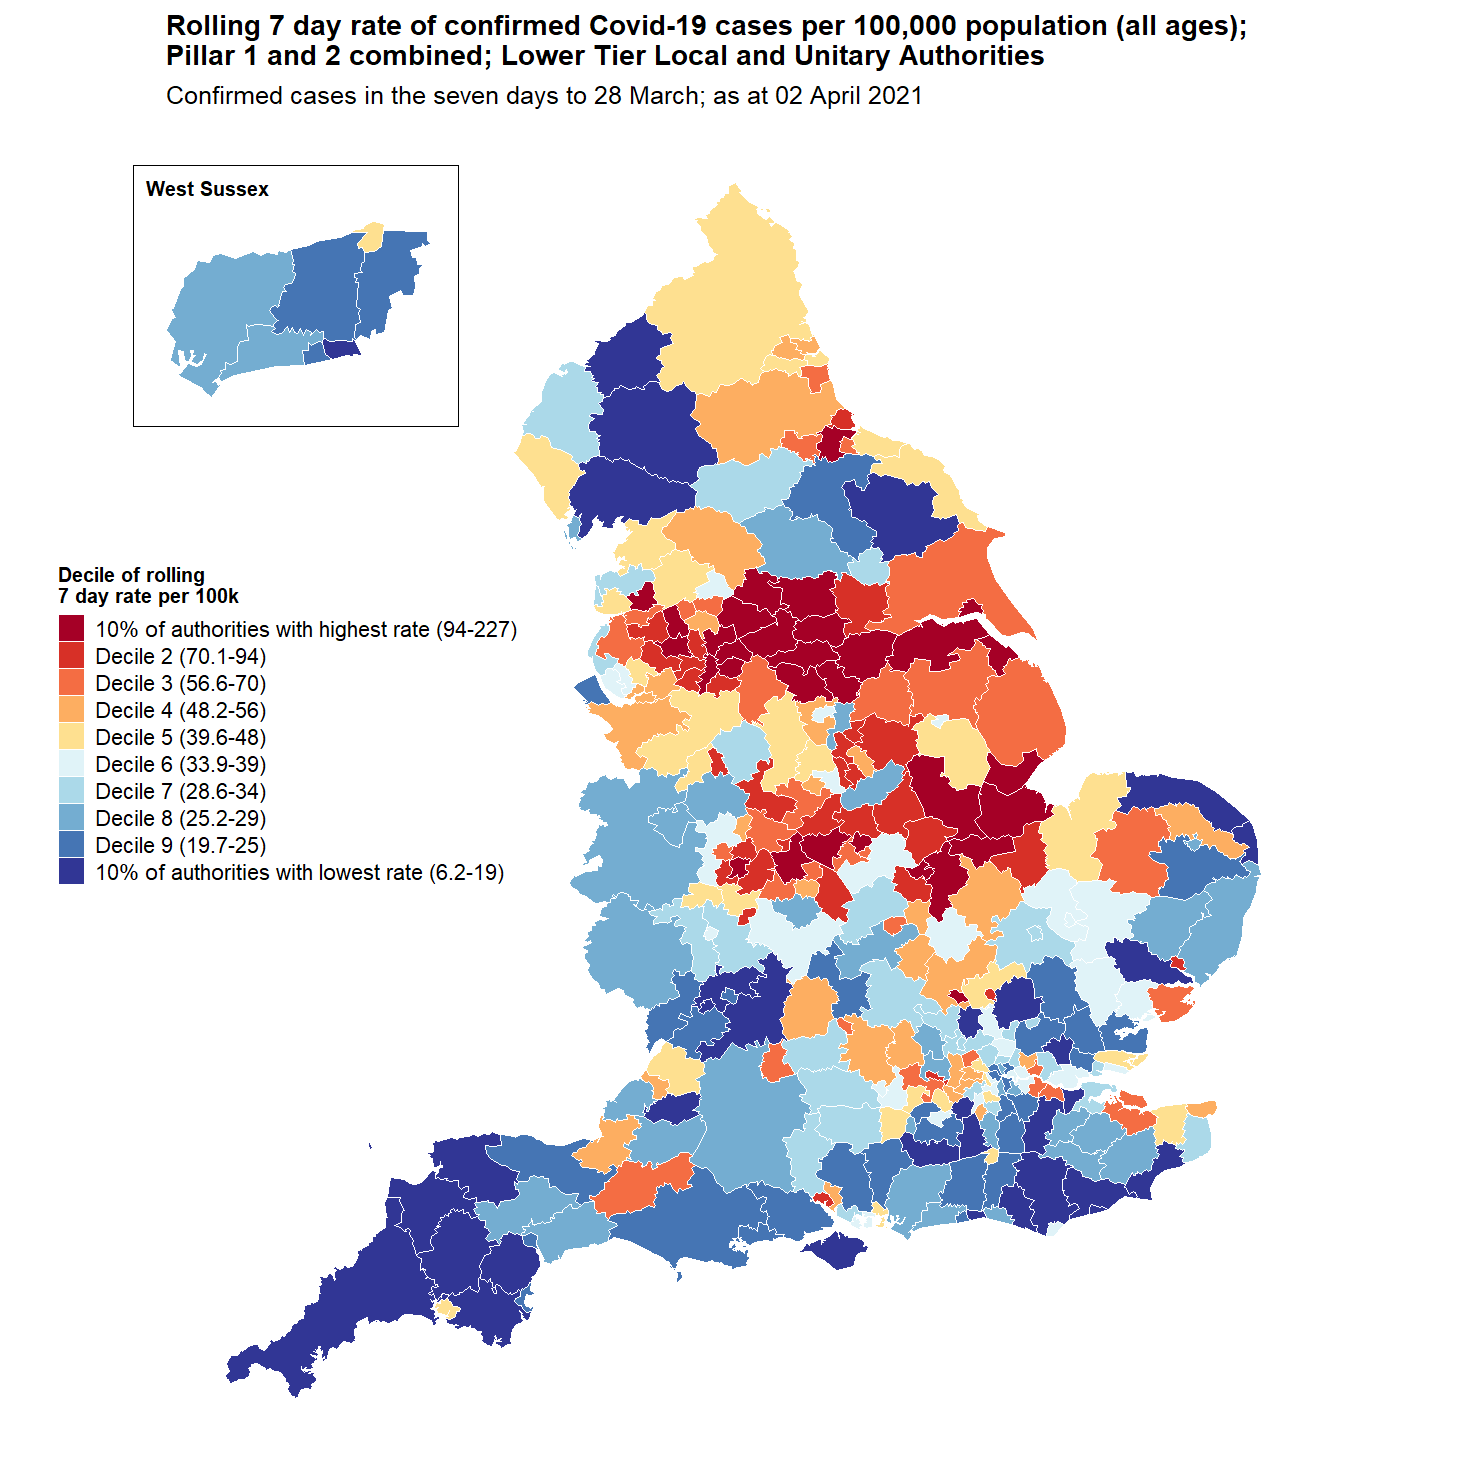 Rolling 7 day rate of confirmed Covid-19 cases per 100,000 population (all ages);
Pillar 1 and 2 combined; Lower Tier Local and Unitary Authorities
Confirmed cases in the seven days to 28 March; as at 02 April 2021
West Sussex
Decile of rolling
7 day rate per 100k
10% of authorities with highest rate (94-227)
Decile 2 (70.1-94)
Decile 3 (56.6-70)
Decile 4 (48.2-56)
Decile 5 (39.6-48)
Decile 6 (33.9-39)
Decile 7 (28.6-34)
Decile 8 (25.2-29)
Decile 9 (19.7-25)
10% of authorities with lowest rate (6.2-19)